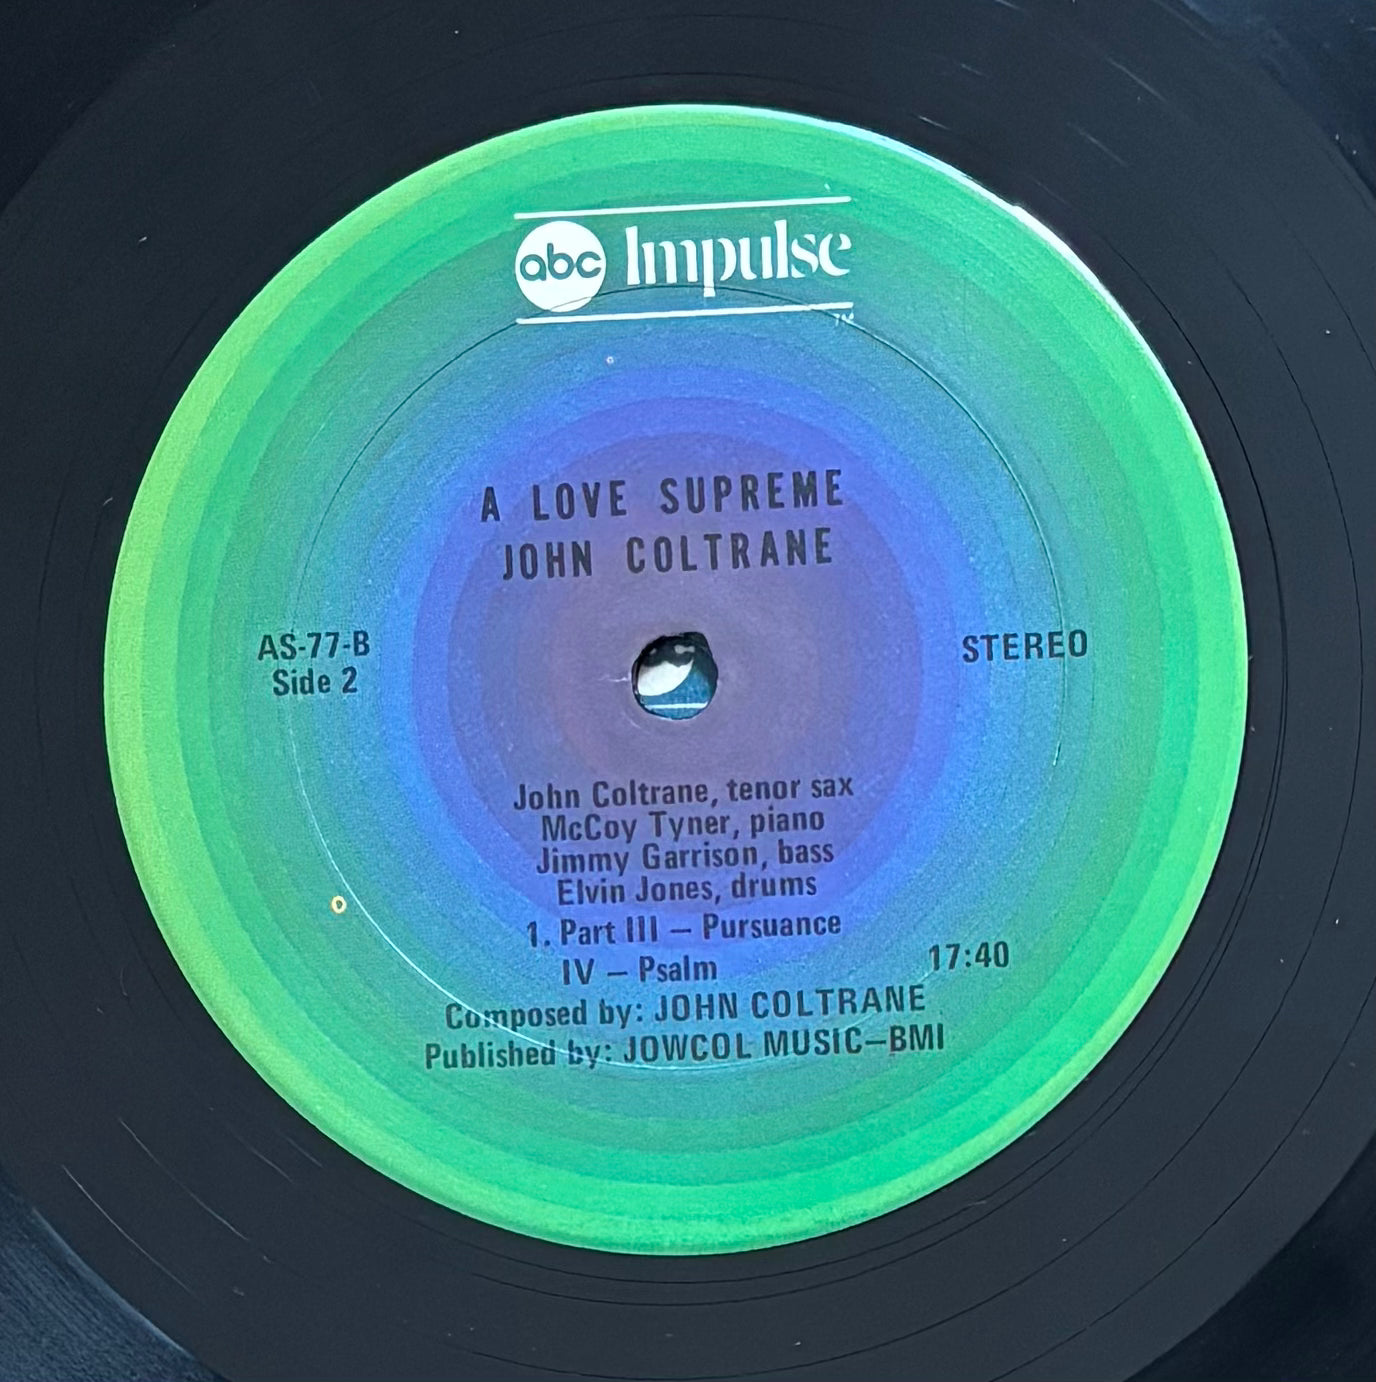 abc Impulse
TM
A LOVE SUPREME
JOHN COLTRANE
AS-77-B
Side 2
STEREO
John Coltrane, tenor sax
McCoy Tyner, piano
Jimmy Garrison, bass
Elvin Jones, drums
1. Part III – Pursuance
IV – Psalm 17:40
Composed by: JOHN COLTRANE
Published by: JOWCOL MUSIC–BMI